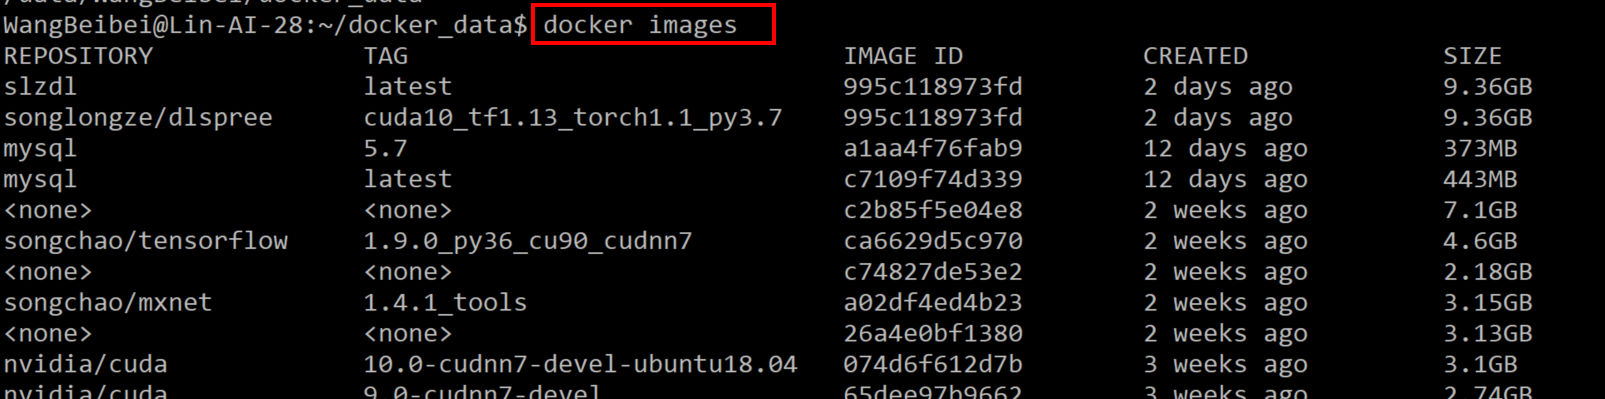 /data/WangBeibei/docker_data
WangBeibei@Lin-AI-28:~/docker_data$ docker images
REPOSITORY TAG IMAGE ID CREATED SIZE
slzdl latest 995c118973fd 2 days ago 9.36GB
songlongze/dlspree cuda10_tf1.13_torch1.1_py3.7 995c118973fd 2 days ago 9.36GB
mysql 5.7 a1aa4f76fab9 12 days ago 373MB
mysql latest c7109f74d339 12 days ago 443MB
<none> <none> c2b85f5e04e8 2 weeks ago 7.1GB
songchao/tensorflow 1.9.0_py36_cu90_cudnn7 ca6629d5c970 2 weeks ago 4.6GB
<none> <none> c74827de53e2 2 weeks ago 2.18GB
songchao/mxnet 1.4.1_tools a02df4ed4b23 2 weeks ago 3.15GB
<none> <none> 26a4e0bf1380 2 weeks ago 3.13GB
nvidia/cuda 10.0-cudnn7-devel-ubuntu18.04 074d6f612d7b 3 weeks ago 3.1GB
nvidia/cuda 9.0-cudnn7-devel 65dee97b9662 3 weeks ago 2.74GB